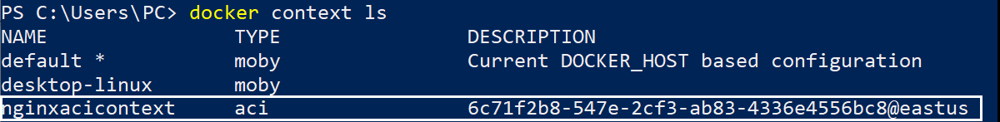 PS C:\Users\PC> docker context ls
NAME TYPE DESCRIPTION
default * moby Current DOCKER_HOST based configuration
desktop-linux moby
nginxacicontext aci 6c71f2b8-547e-2cf3-ab83-4336e4556bc8@eastus